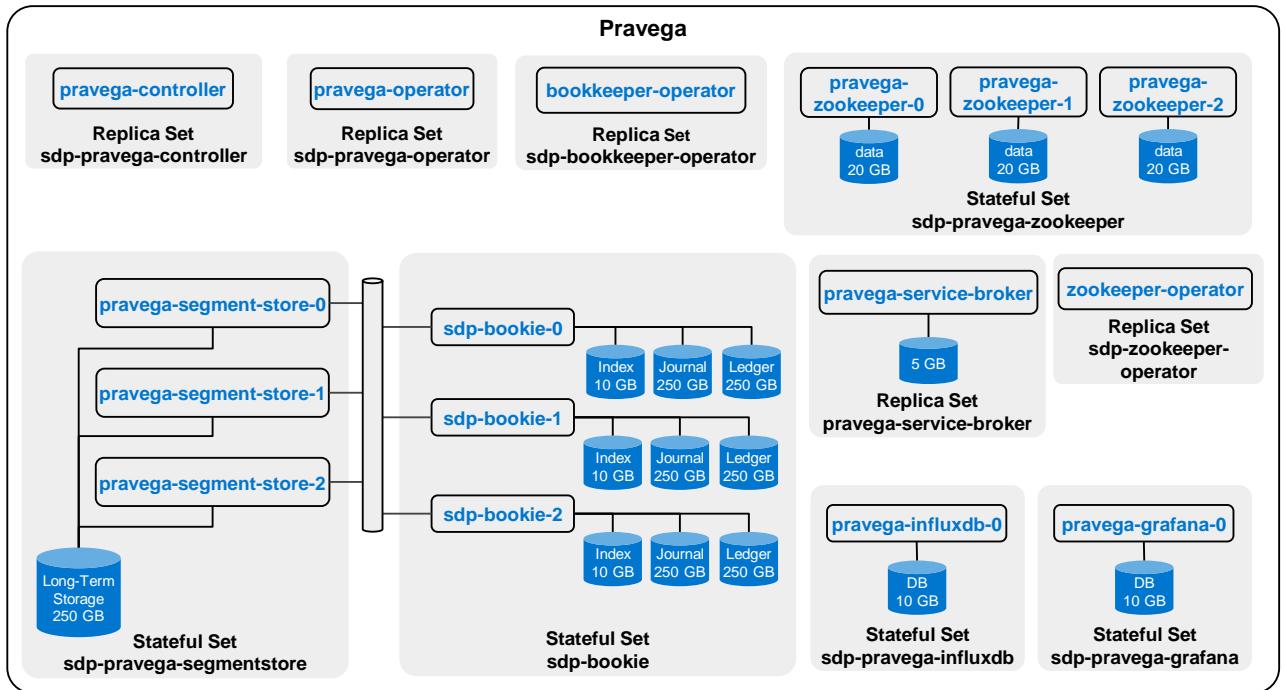 Pravega
pravega-controller
Replica Set
sdp-pravega-controller
pravega-operator
Replica Set
sdp-pravega-operator
bookkeeper-operator
Replica Set
sdp-bookkeeper-operator
pravega-
zookeeper-0
pravega-
zookeeper-1
pravega-
zookeeper-2
data
20 GB
data
20 GB
data
20 GB
Stateful Set
sdp-pravega-zookeeper
pravega-segment-store-0
pravega-segment-store-1
pravega-segment-store-2
Long-Term
Storage
250 GB
Stateful Set
sdp-pravega-segmentstore
sdp-bookie-0
Index
10 GB
Journal
250 GB
Ledger
250 GB
sdp-bookie-1
Index
10 GB
Journal
250 GB
Ledger
250 GB
sdp-bookie-2
Index
10 GB
Journal
250 GB
Ledger
250 GB
Stateful Set
sdp-bookie
pravega-service-broker
5 GB
Replica Set
pravega-service-broker
zookeeper-operator
Replica Set
sdp-zookeeper-
operator
pravega-influxdb-0
DB
10 GB
Stateful Set
sdp-pravega-influxdb
pravega-grafana-0
DB
10 GB
Stateful Set
sdp-pravega-grafana